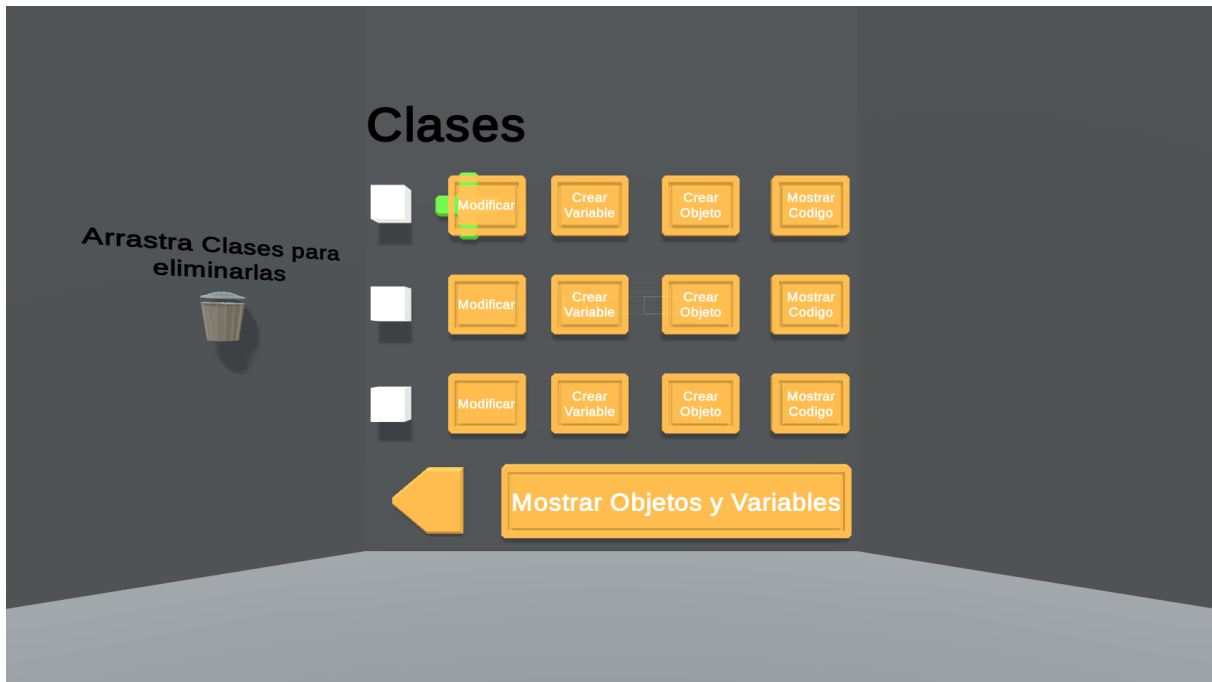 Clases
Arrastra Clases para
eliminarlas
Modificar
Crear
Variable
Crear
Objeto
Mostrar
Codigo
Modificar
Crear
Variable
Crear
Objeto
Mostrar
Codigo
Modificar
Crear
Variable
Crear
Objeto
Mostrar
Codigo
Mostrar Objetos y Variables